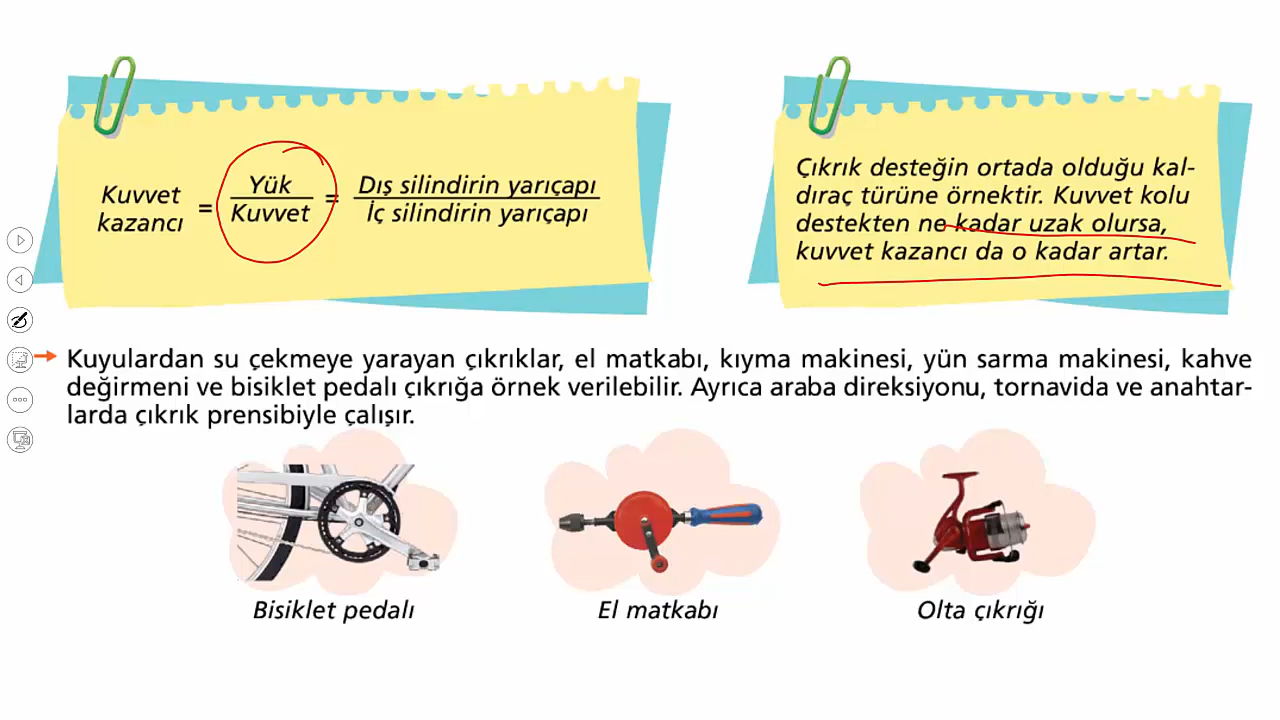 Kuvvet
kazancı
=
Yük
Kuvvet
=
Dış silindirin yarıçapı
İç silindirin yarıçapı
Çıkrık desteğin ortada olduğu kal-
dıraç türüne örnektir. Kuvvet kolu
destekten ne kadar uzak olursa,
kuvvet kazancı da o kadar artar.
Kuyulardan su çekmeye yarayan çıkrıklar, el matkabı, kıyma makinesi, yün sarma makinesi, kahve
değirmeni ve bisiklet pedalı çıkrığa örnek verilebilir. Ayrıca araba direksiyonu, tornavida ve anahtar-
larda çıkrık prensibiyle çalışır.
Bisiklet pedalı
El matkabı
Olta çıkrığı